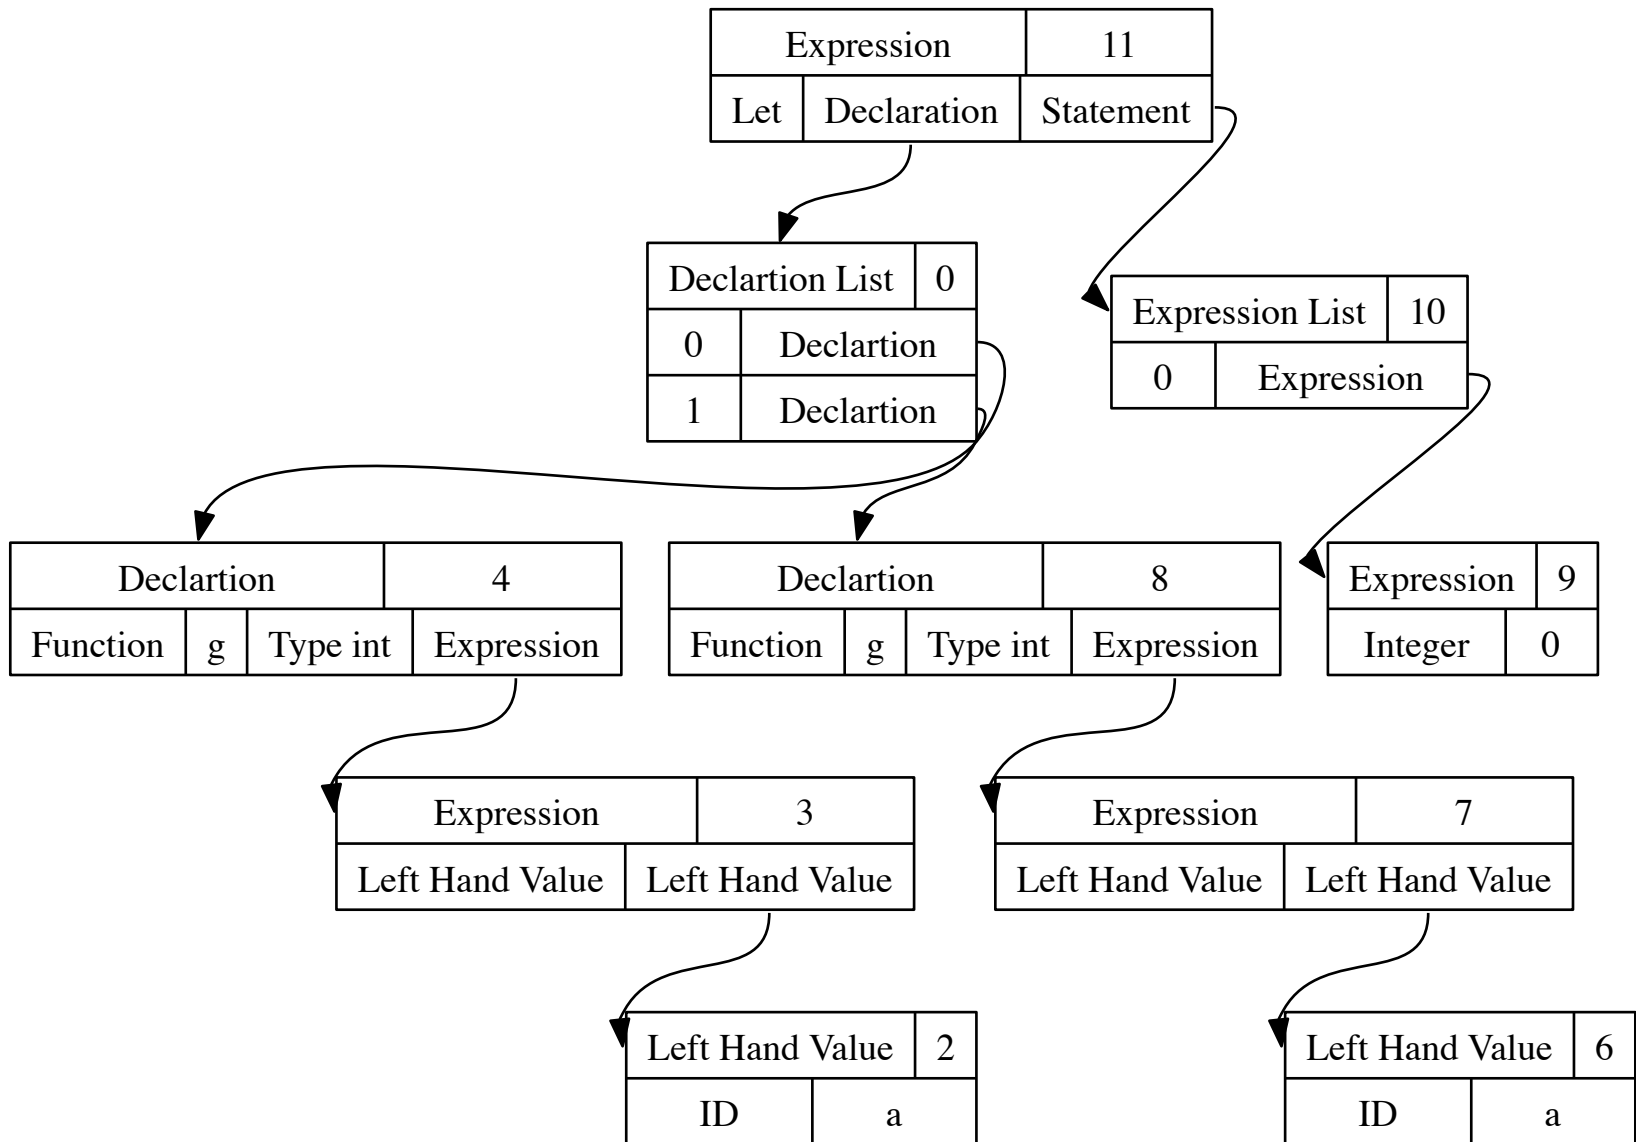 Expression 11
Let Declaration Statement
Declartion List 0
0 Declartion
1 Declartion
Expression List 10
0 Expression
Declartion 4
Function g Type int Expression
Declartion 8
Function g Type int Expression
Expression 9
Integer 0
Expression 3
Left Hand Value Left Hand Value
Expression 7
Left Hand Value Left Hand Value
Left Hand Value 2
ID a
Left Hand Value 6
ID a